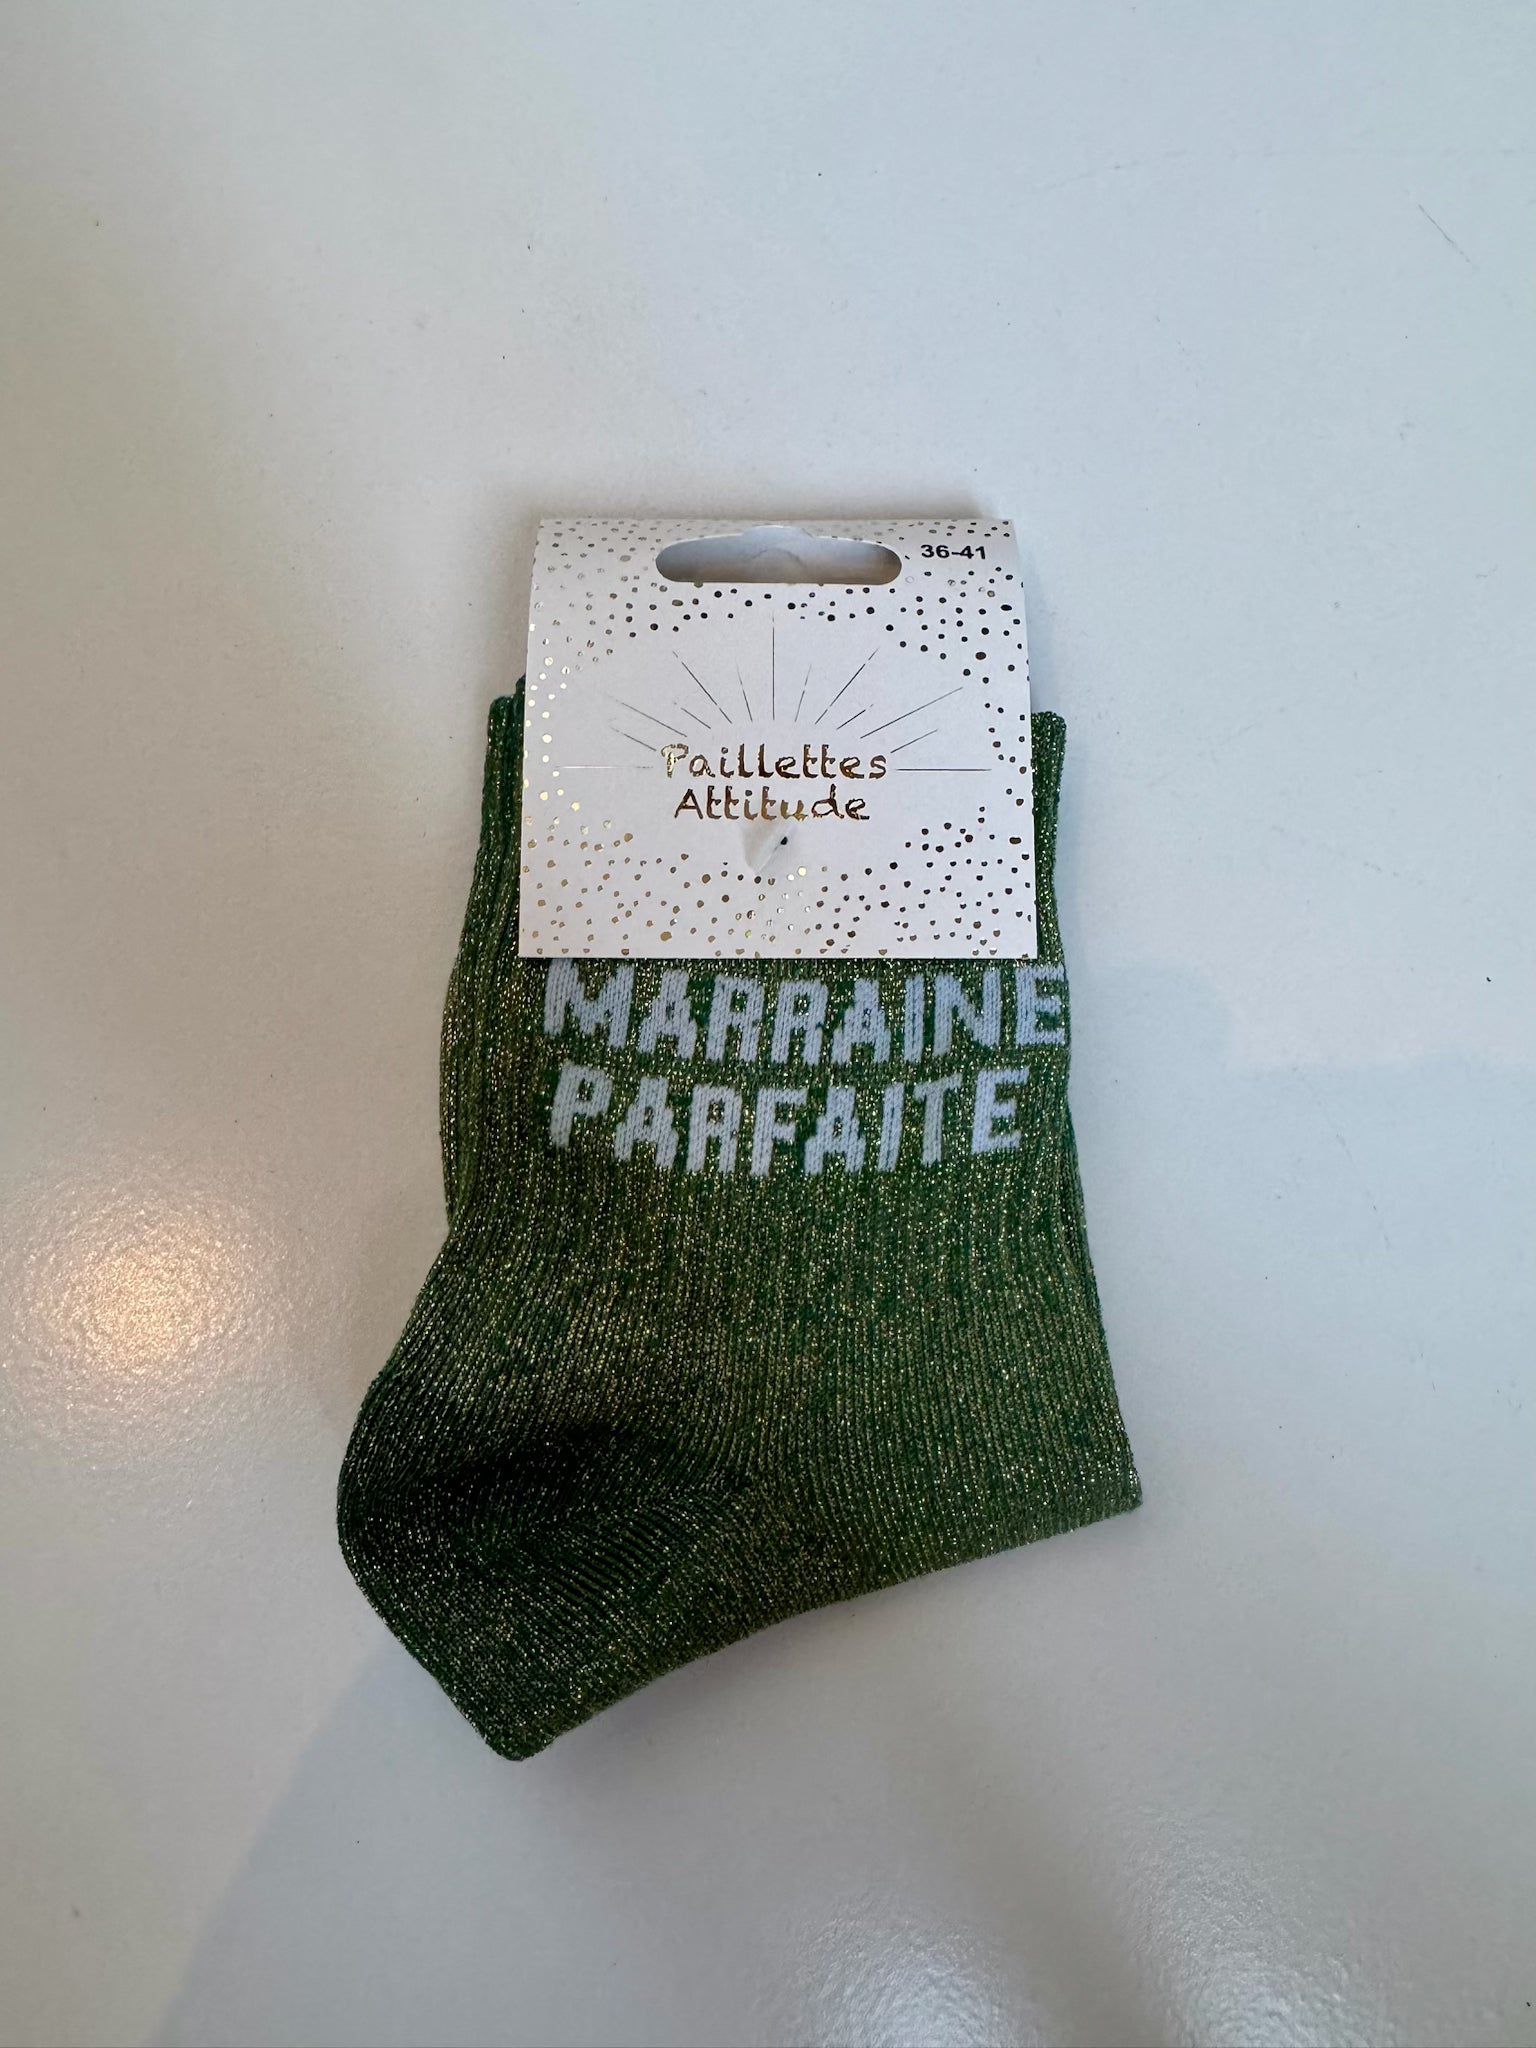 36-41
Paillettes
Attitude
MARRAINE
PARFAITE